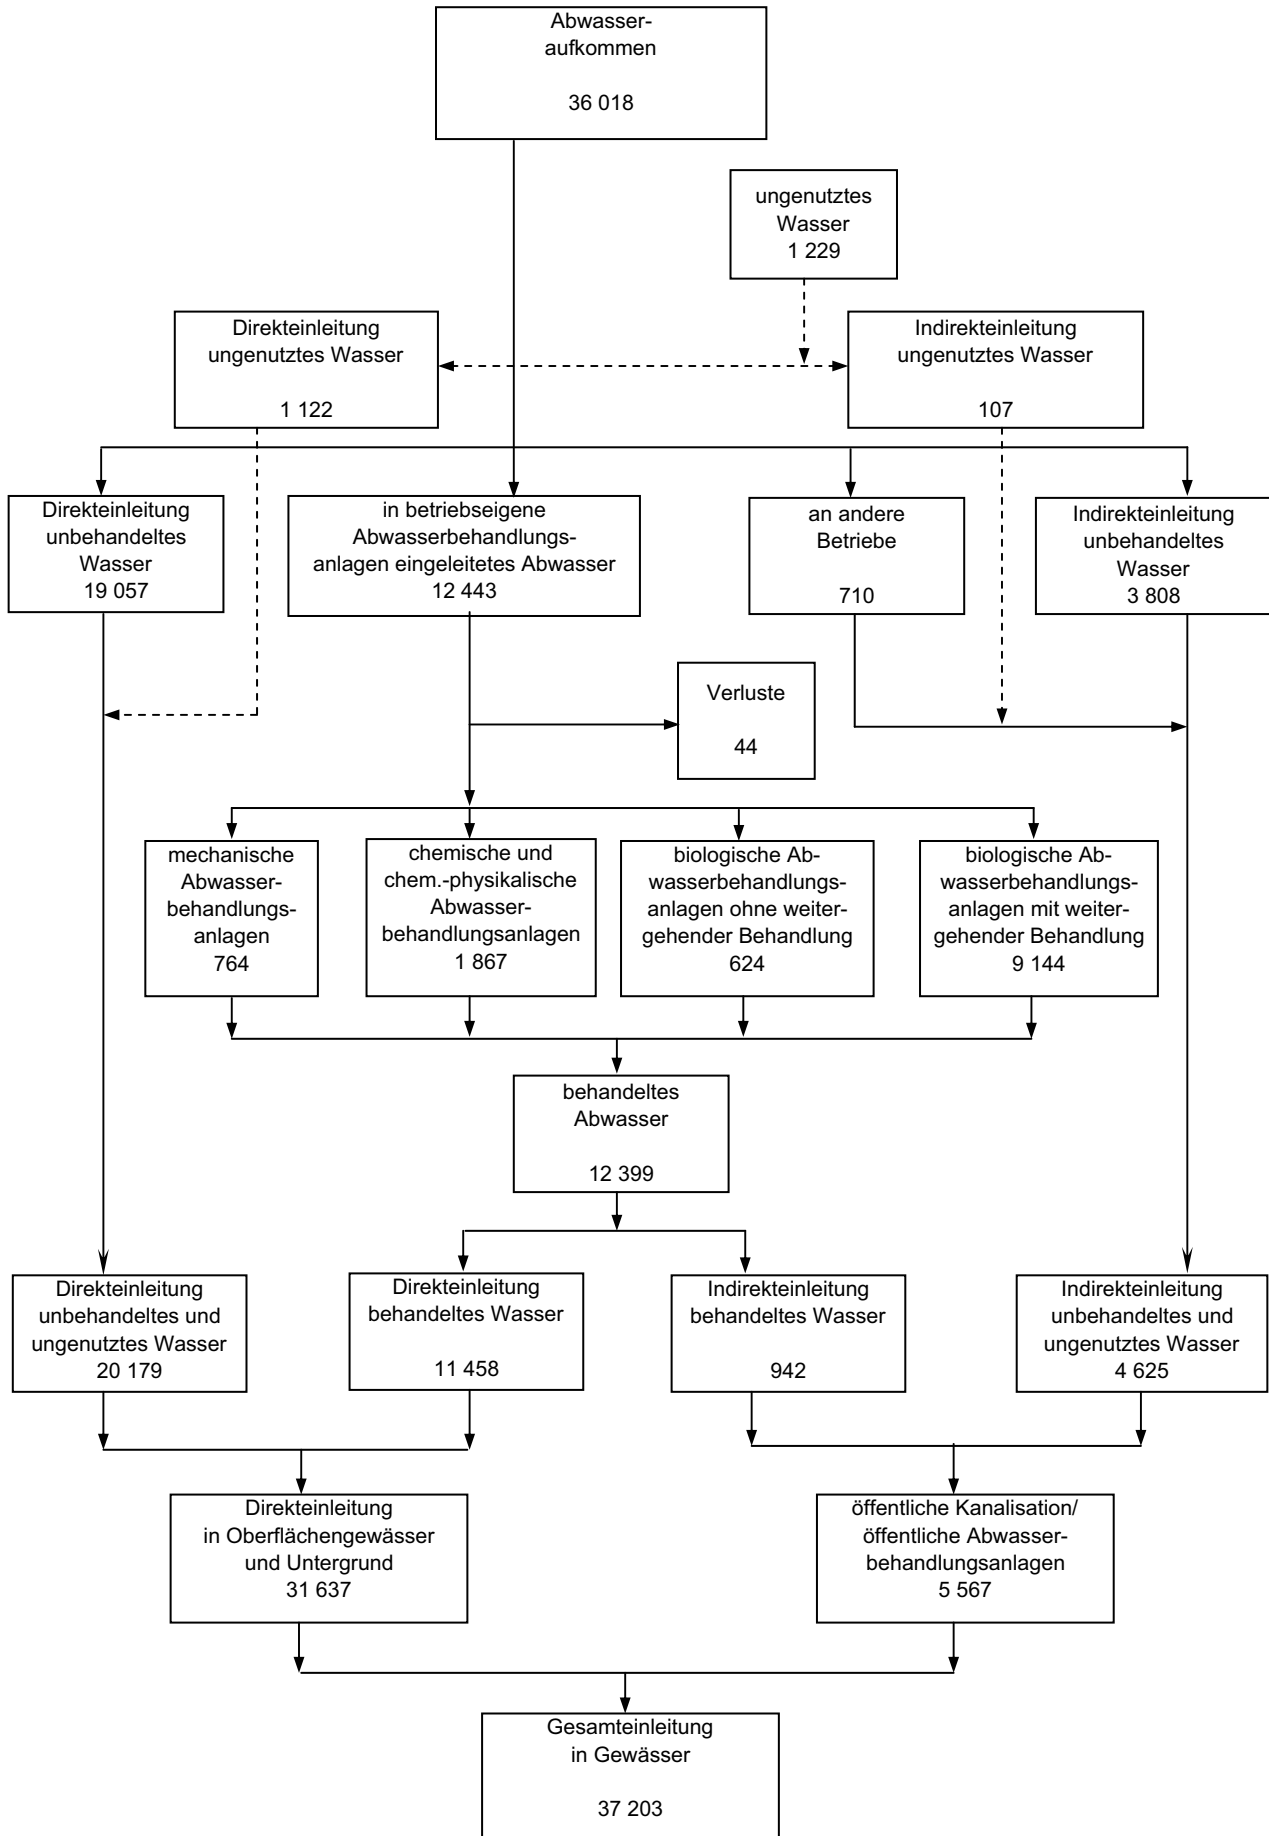 Abwasser-
aufkommen
36 018
ungenutztes
Wasser
1 229
Direkteinleitung
ungenutztes Wasser
1 122
Indirekteinleitung
ungenutztes Wasser
107
Direkteinleitung
unbehandeltes
Wasser
19 057
in betriebseigene
Abwasserbehandlungs-
anlagen eingeleitetes Abwasser
12 443
an andere
Betriebe
710
Indirekteinleitung
unbehandeltes
Wasser
3 808
Verluste
44
mechanische
Abwasser-
behandlungs-
anlagen
764
chemische und
chem.-physikalische
Abwasser-
behandlungsanlagen
1 867
biologische Ab-
wasserbehandlungs-
anlagen ohne weiter-
gehender Behandlung
624
biologische Ab-
wasserbehandlungs-
anlagen mit weiter-
gehender Behandlung
9 144
behandeltes
Abwasser
12 399
Direkteinleitung
unbehandeltes und
ungenutztes Wasser
20 179
Direkteinleitung
behandeltes Wasser
11 458
Indirekteinleitung
behandeltes Wasser
942
Indirekteinleitung
unbehandeltes und
ungenutztes Wasser
4 625
Direkteinleitung
in Oberflächengewässer
und Untergrund
31 637
öffentliche Kanalisation/
öffentliche Abwasser-
behandlungsanlagen
5 567
Gesamteinleitung
in Gewässer
37 203